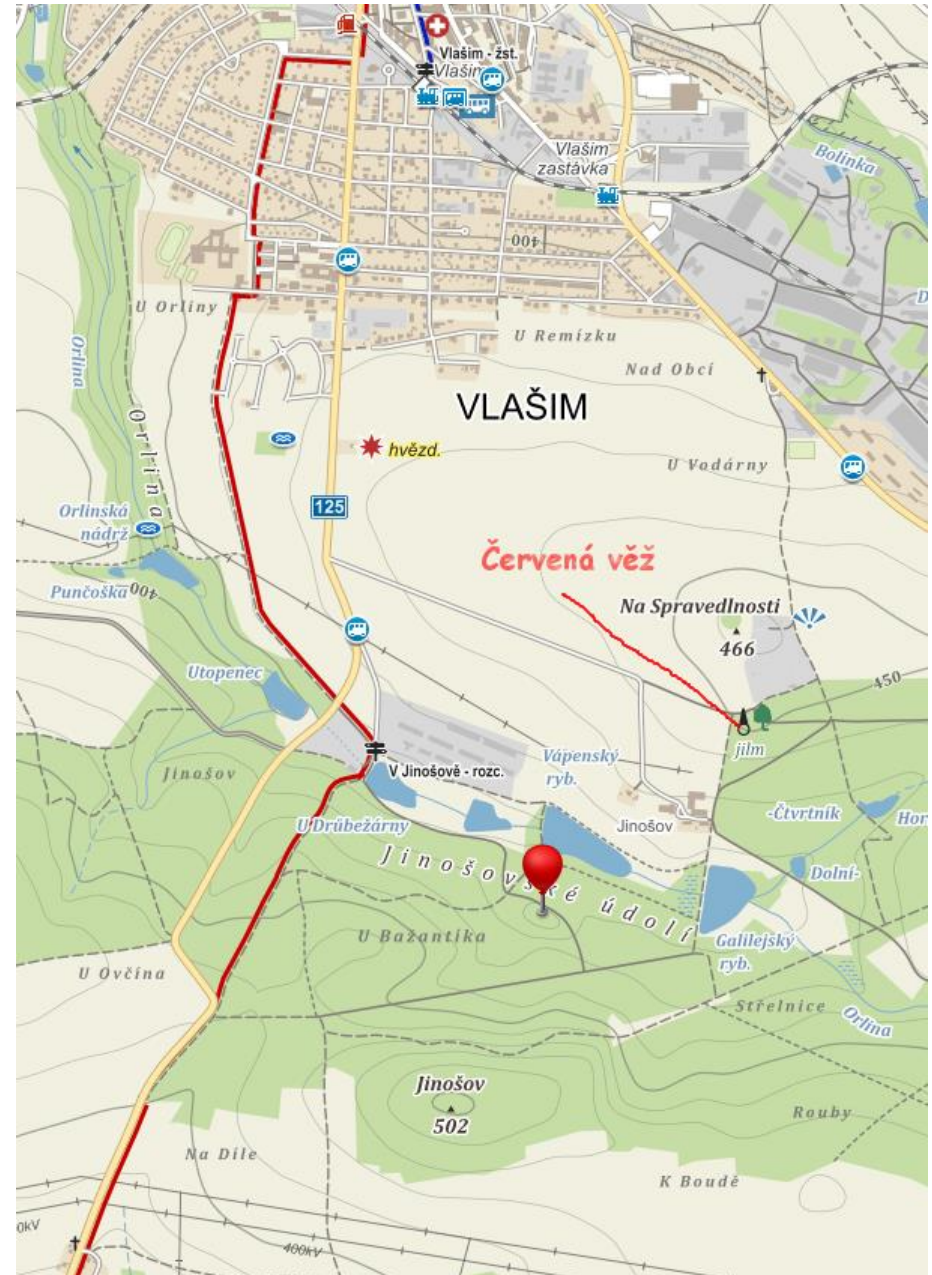 Vlašim - žst.
Vlašim
Vlašim
zastávka
Bolinka
400
U Orliny
U Remízku
Nad Obcí
D
Orlina
Orlina
VLAŠIM
hvězd.
U Vodárny
125
Orlinská
nádrž
Punčoška
400
Červená věž
Na Spravedlnosti
466
450
Utopenec
jilm
V Jinošově - rozc.
Vápenský
ryb.
Jinošov
U Drůbežárny
Jinošov
-Čtvrtník
Hor
Dolní-
Jinošovské údolí
U Bažantika
Galilejský
ryb.
U Ovčína
Střelnice
Orlina
Jinošov
502
Rouby
Na Díle
K Boudě
0kV
400kV